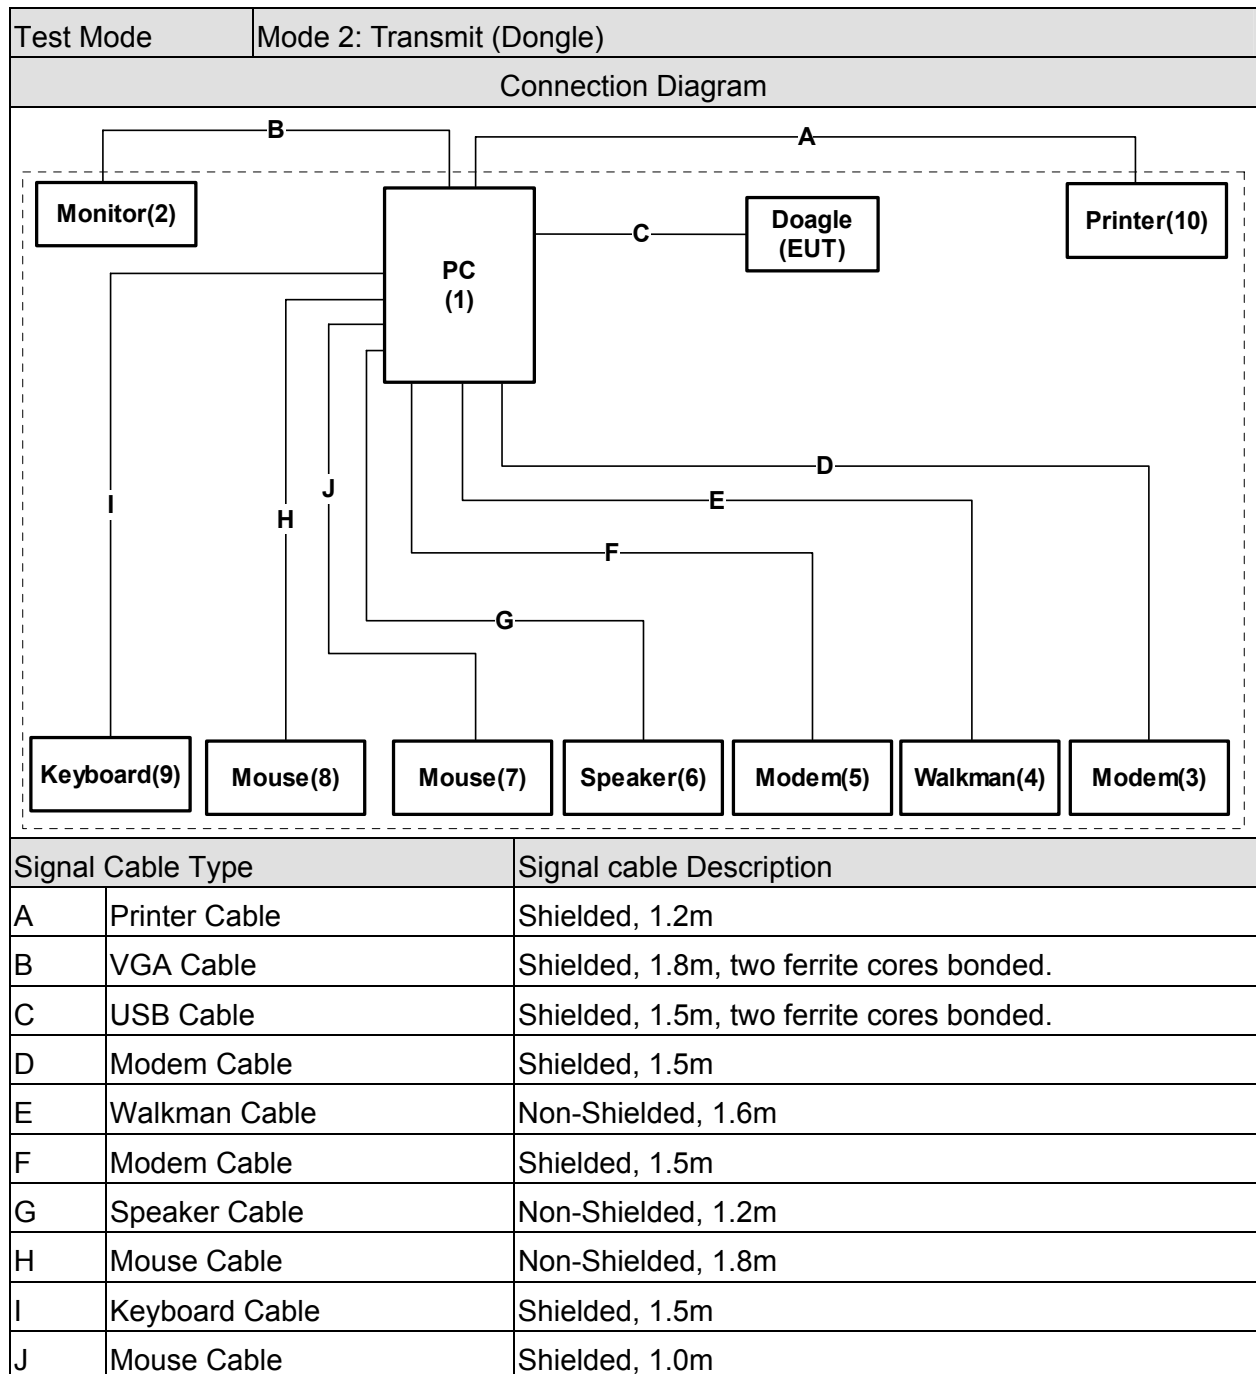 Test Mode Mode 2: Transmit (Dongle)
Connection Diagram
B
A
Monitor(2)
PC
(1)
C
Doagle
(EUT)
Printer(10)
I
H
J
D
E
F
G
Keyboard(9)
Mouse(8)
Mouse(7)
Speaker(6)
Modem(5)
Walkman(4)
Modem(3)
Signal Cable Type Signal cable Description
A Printer Cable Shielded, 1.2m
B VGA Cable Shielded, 1.8m, two ferrite cores bonded.
C USB Cable Shielded, 1.5m, two ferrite cores bonded.
D Modem Cable Shielded, 1.5m
E Walkman Cable Non-Shielded, 1.6m
F Modem Cable Shielded, 1.5m
G Speaker Cable Non-Shielded, 1.2m
H Mouse Cable Non-Shielded, 1.8m
I Keyboard Cable Shielded, 1.5m
J Mouse Cable Shielded, 1.0m